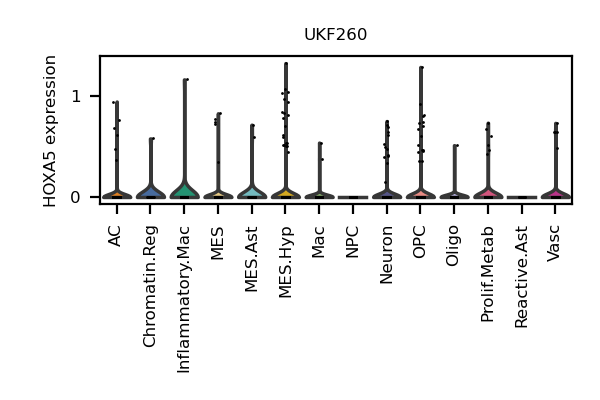 UKF260
HOXA5 expression
1
0
AC
Chromatin.Reg
Inflammatory.Mac
MES
MES.Ast
MES.Hyp
Mac
NPC
Neuron
OPC
Oligo
Prolif.Metab
Reactive.Ast
Vasc